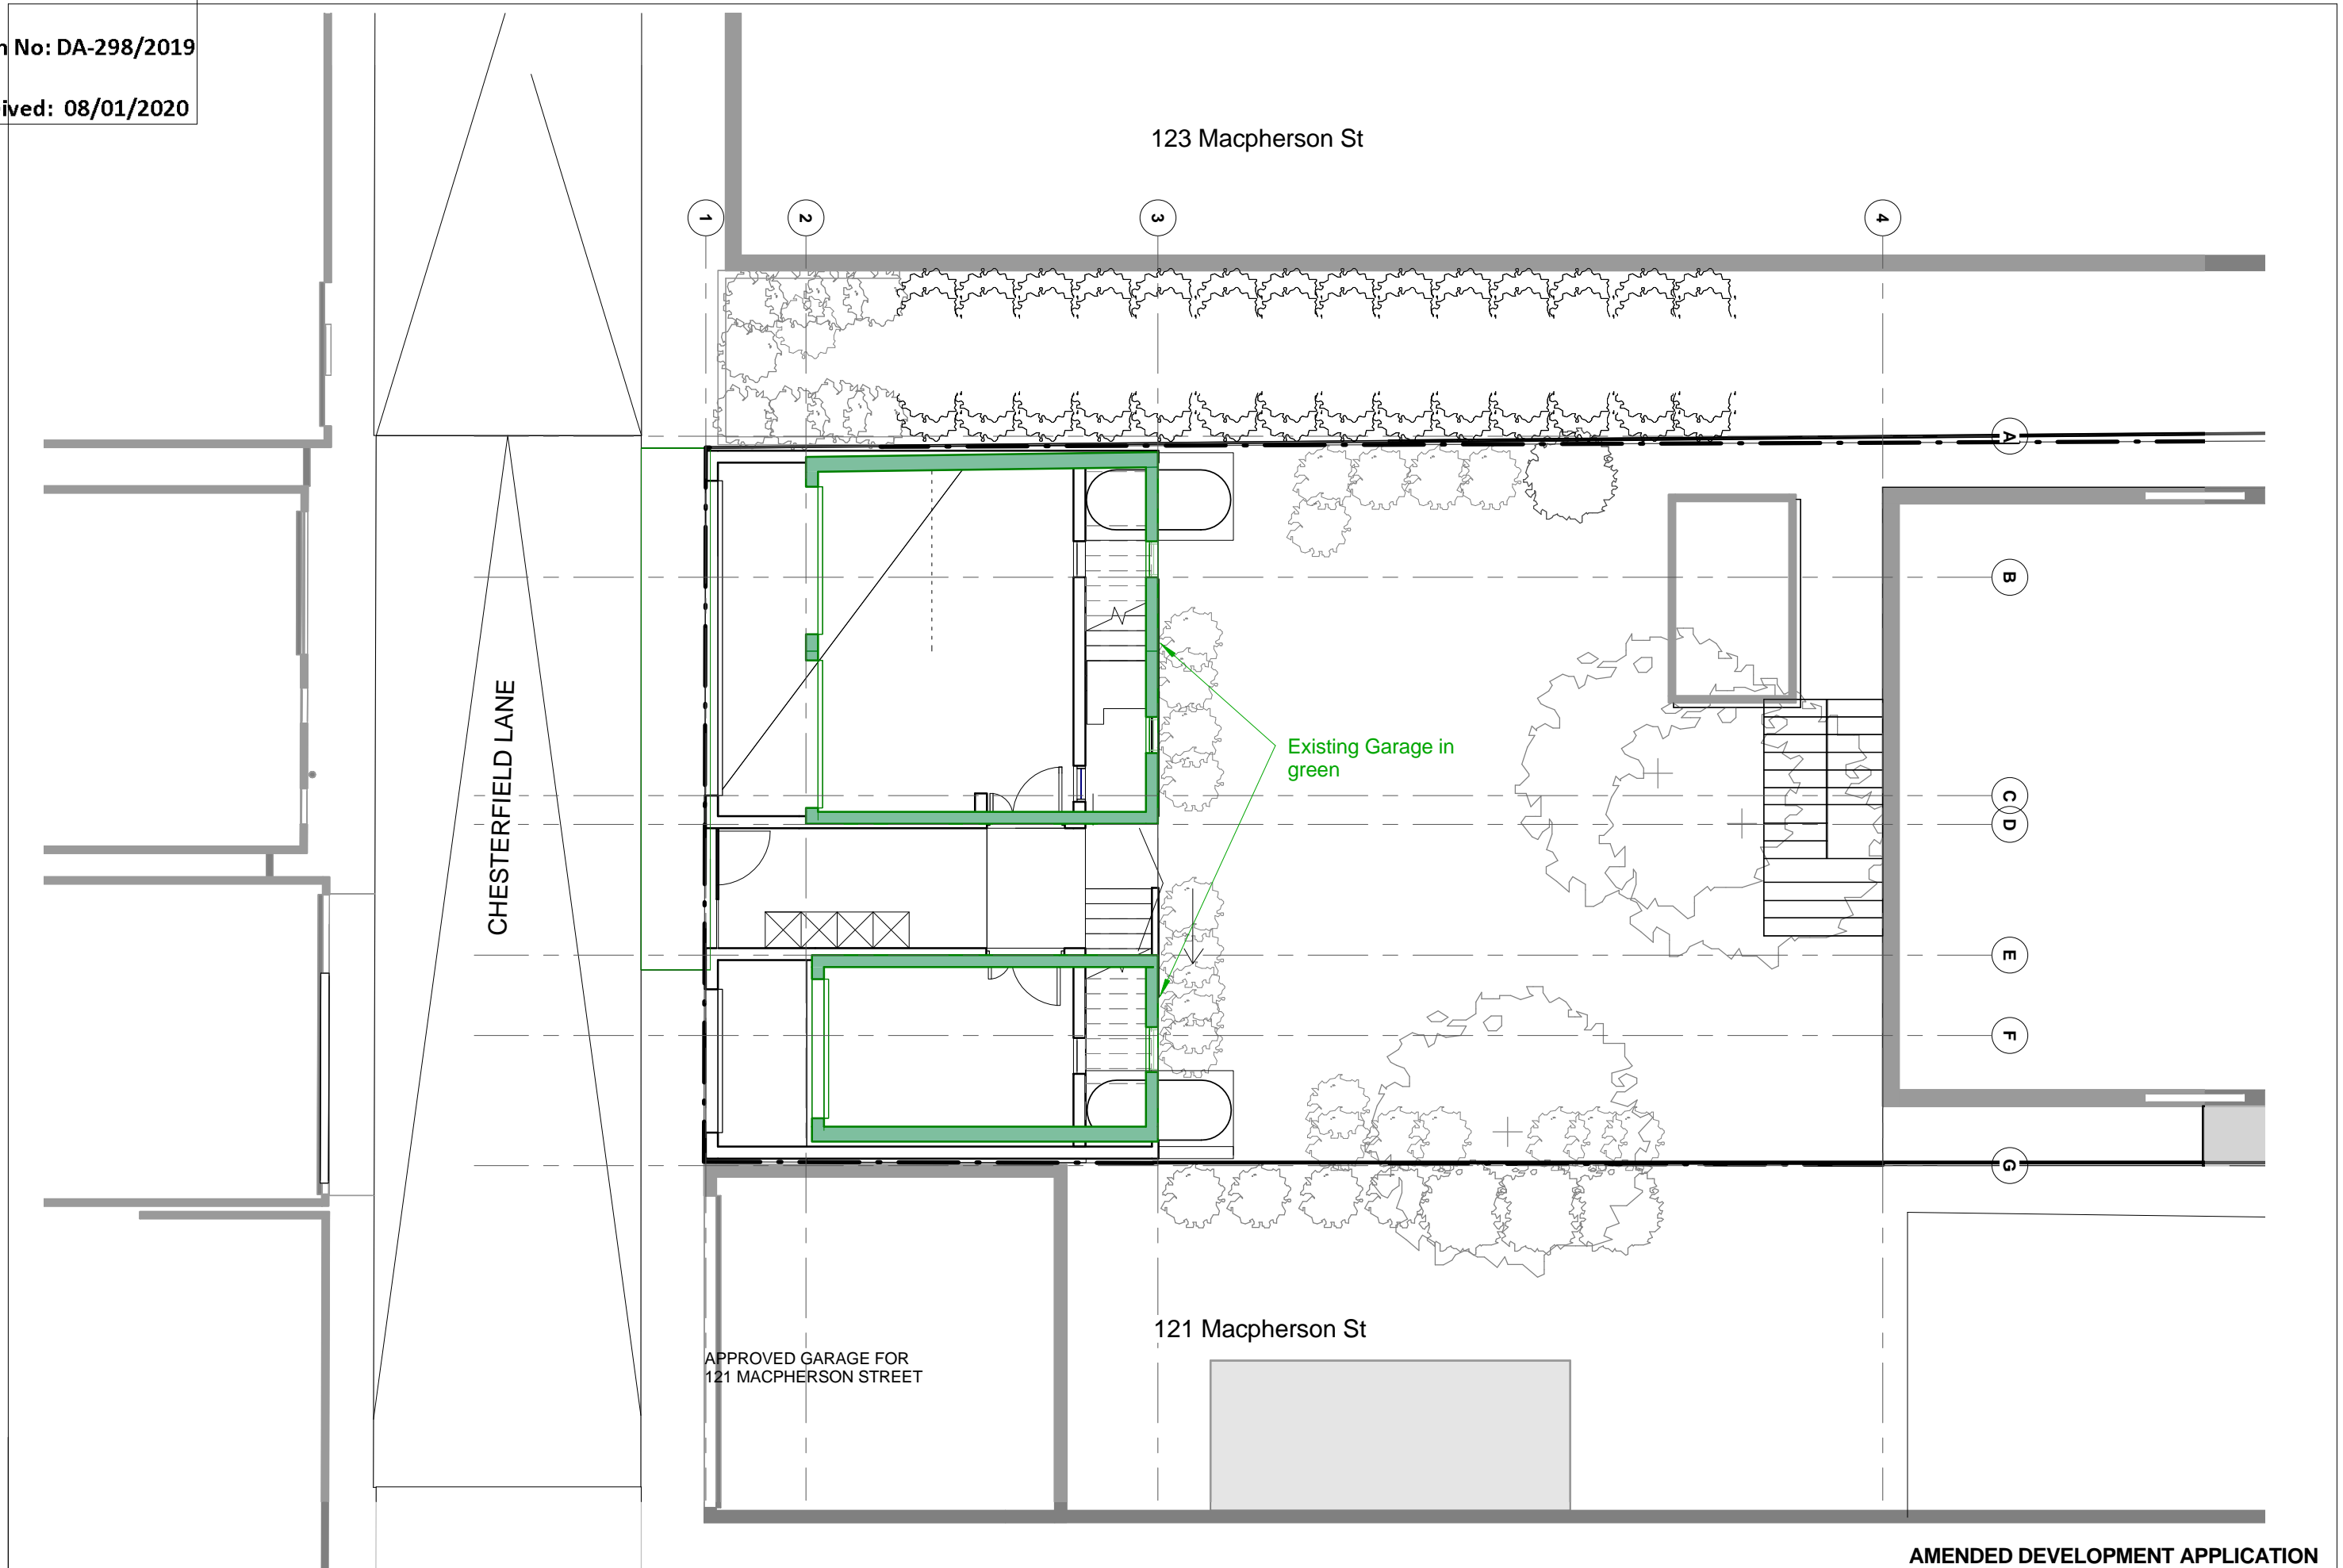 n No: DA-298/2019
ived: 08/01/2020
123 Macpherson St
1
2
3
4
A
B
CHESTERFIELD LANE
Existing Garage in
green
C
D
E
F
G
121 Macpherson St
APPROVED GARAGE FOR
121 MACPHERSON STREET
AMENDED DEVELOPMENT APPLICATION